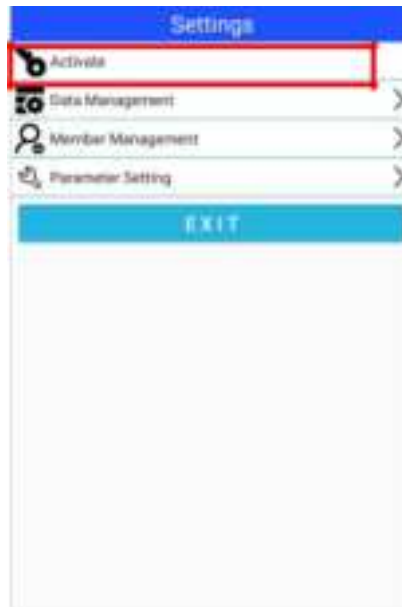 Settings
Activate
Data Management
Member Management
Parameter Setting
EXIT